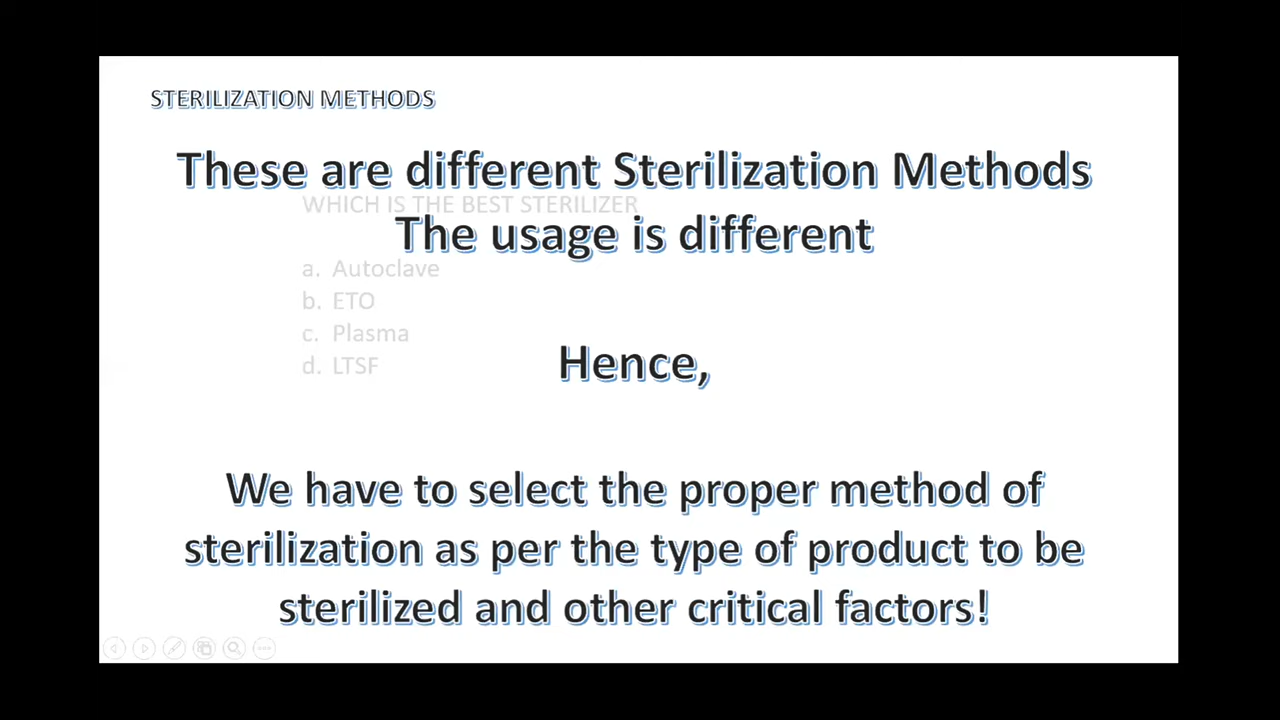 STERILIZATION METHODS
These are different Sterilization Methods
WHICH IS THE BEST STERILIZER
The usage is different
a. Autoclave
b. ETO
c. Plasma
d. LTSF
Hence,
We have to select the proper method of
sterilization as per the type of product to be
sterilized and other critical factors!